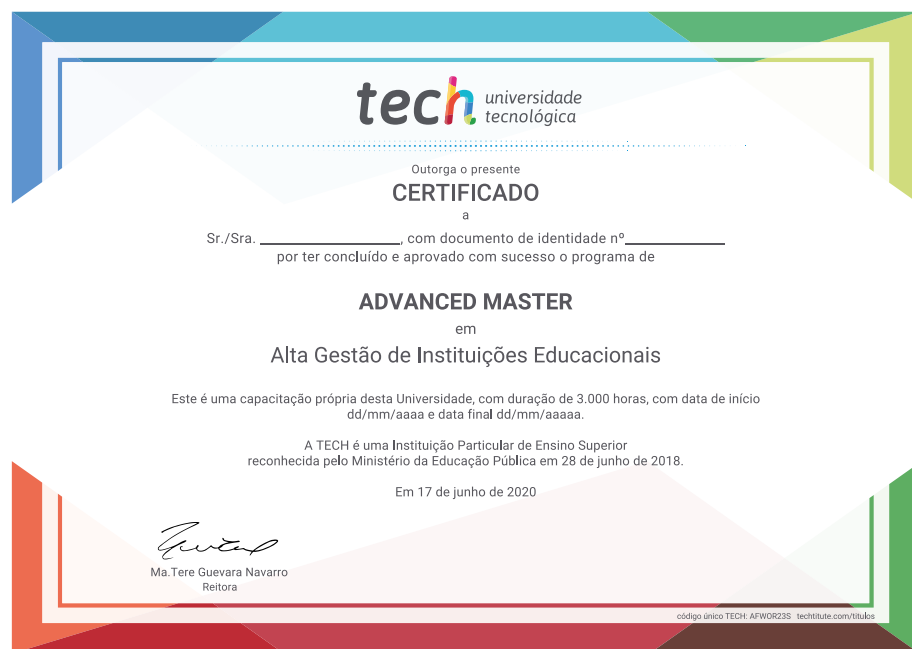 tech universidade
tecnológica
Outorga o presente
CERTIFICADO
a
Sr./Sra. ____________________, com documento de identidade nº______________
por ter concluído e aprovado com sucesso o programa de
ADVANCED MASTER
em
Alta Gestão de Instituições Educacionais
Este é uma capacitação própria desta Universidade, com duração de 3.000 horas, com data de início
dd/mm/aaaa e data final dd/mm/aaaaa.
A TECH é uma Instituição Particular de Ensino Superior
reconhecida pelo Ministério da Educação Pública em 28 de junho de 2018.
Em 17 de junho de 2020
Ma.Tere Guevara Navarro
Reitora
código único TECH: AFWOR23S techtitute.com/titulos